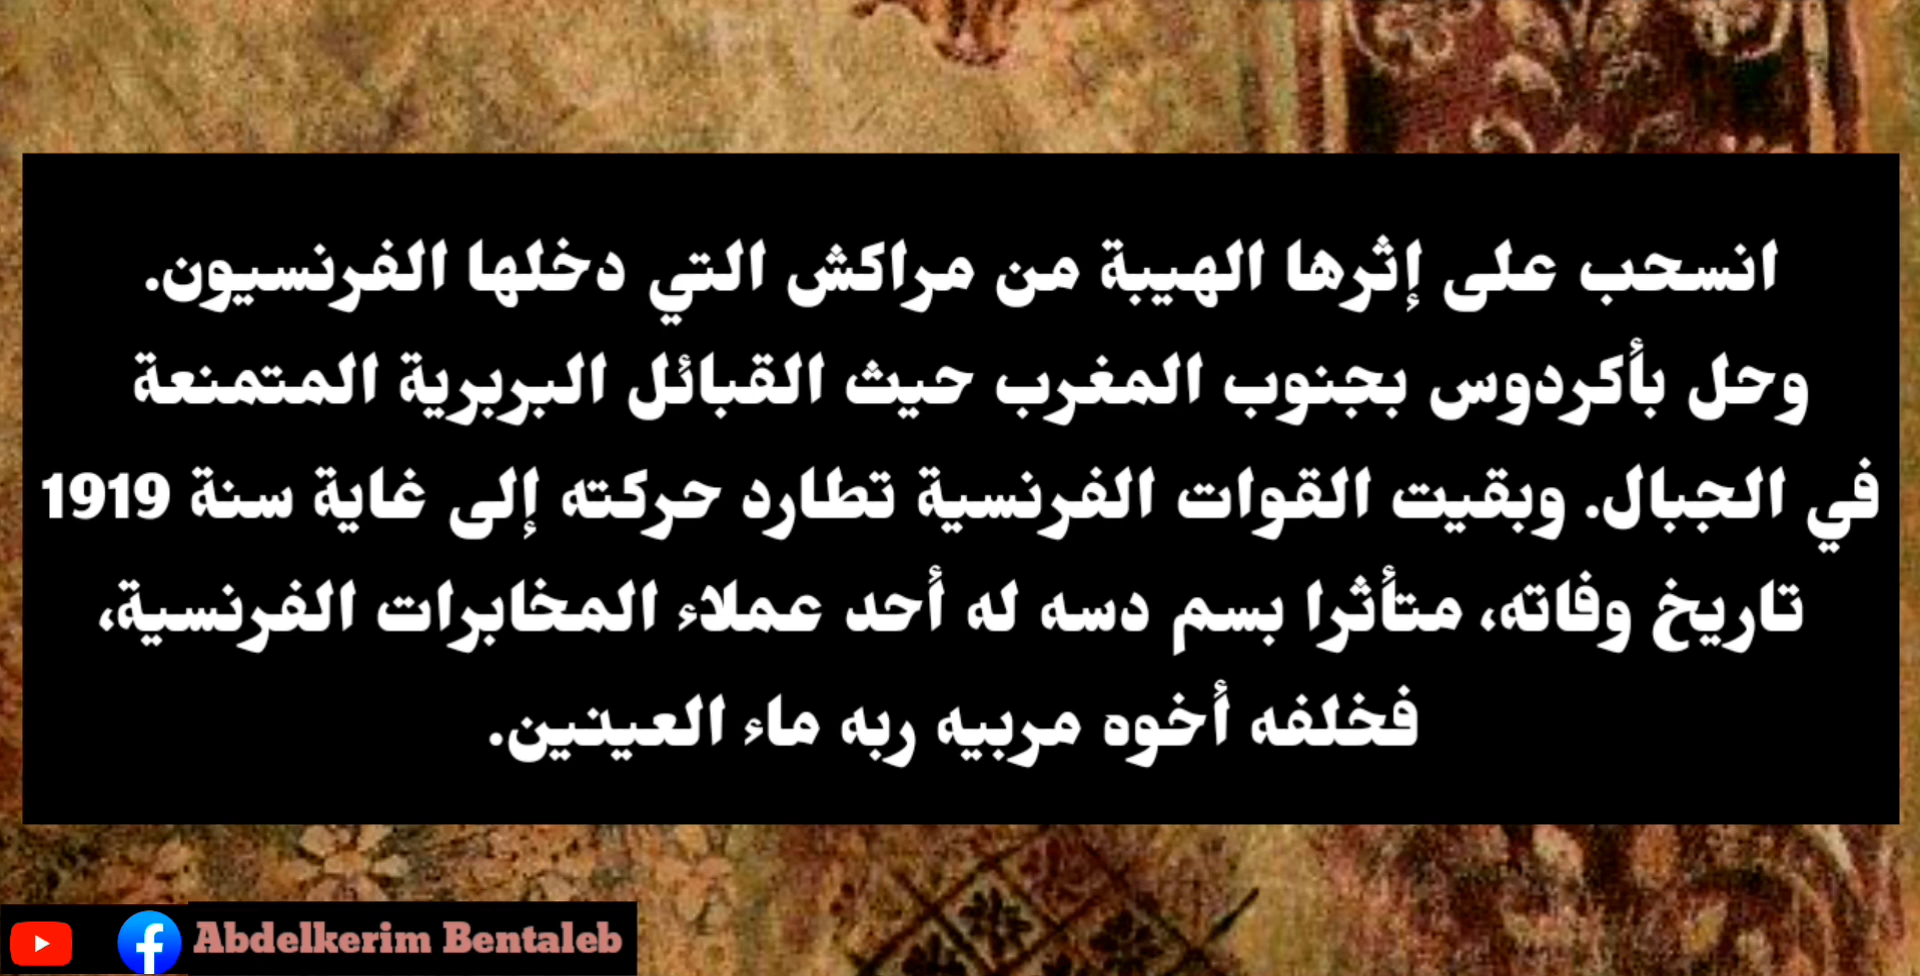 انسحب على إثرها الهيبة من مراكش التي دخلها الفرنسيون.
وحل بأكردوس بجنوب المغرب حيث القبائل البربرية المتمنعة
في الجبال. وبقيت القوات الفرنسية تطارد حركته إلى غاية سنة 1919
تاريخ وفاته، متأثرا بسم دسه له أحد عملاء المخابرات الفرنسية،
فخلفه أخوه مربيه ربه ماء العينين.
Abdelkerim Bentaleb